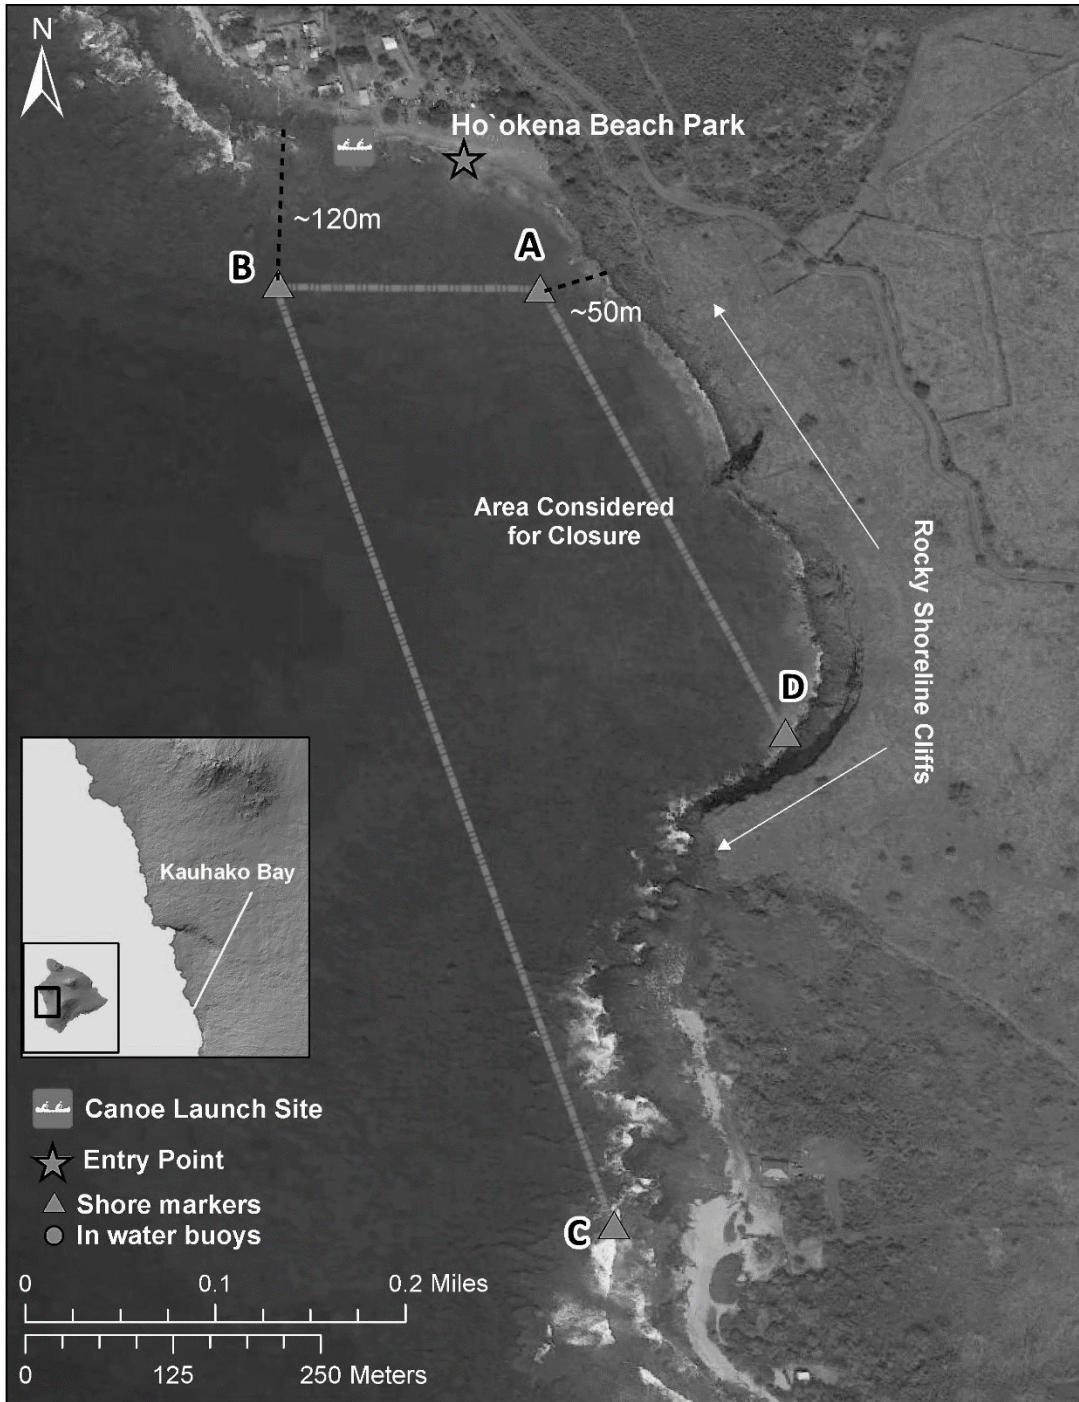 N
Ho`okena Beach Park
~120m
B
A
~50m
Area Considered
for Closure
Rocky Shoreline Cliffs
D
Kauhako Bay
Canoe Launch Site
Entry Point
Shore markers
In water buoys
C
0 0.1 0.2 Miles
0 125 250 Meters